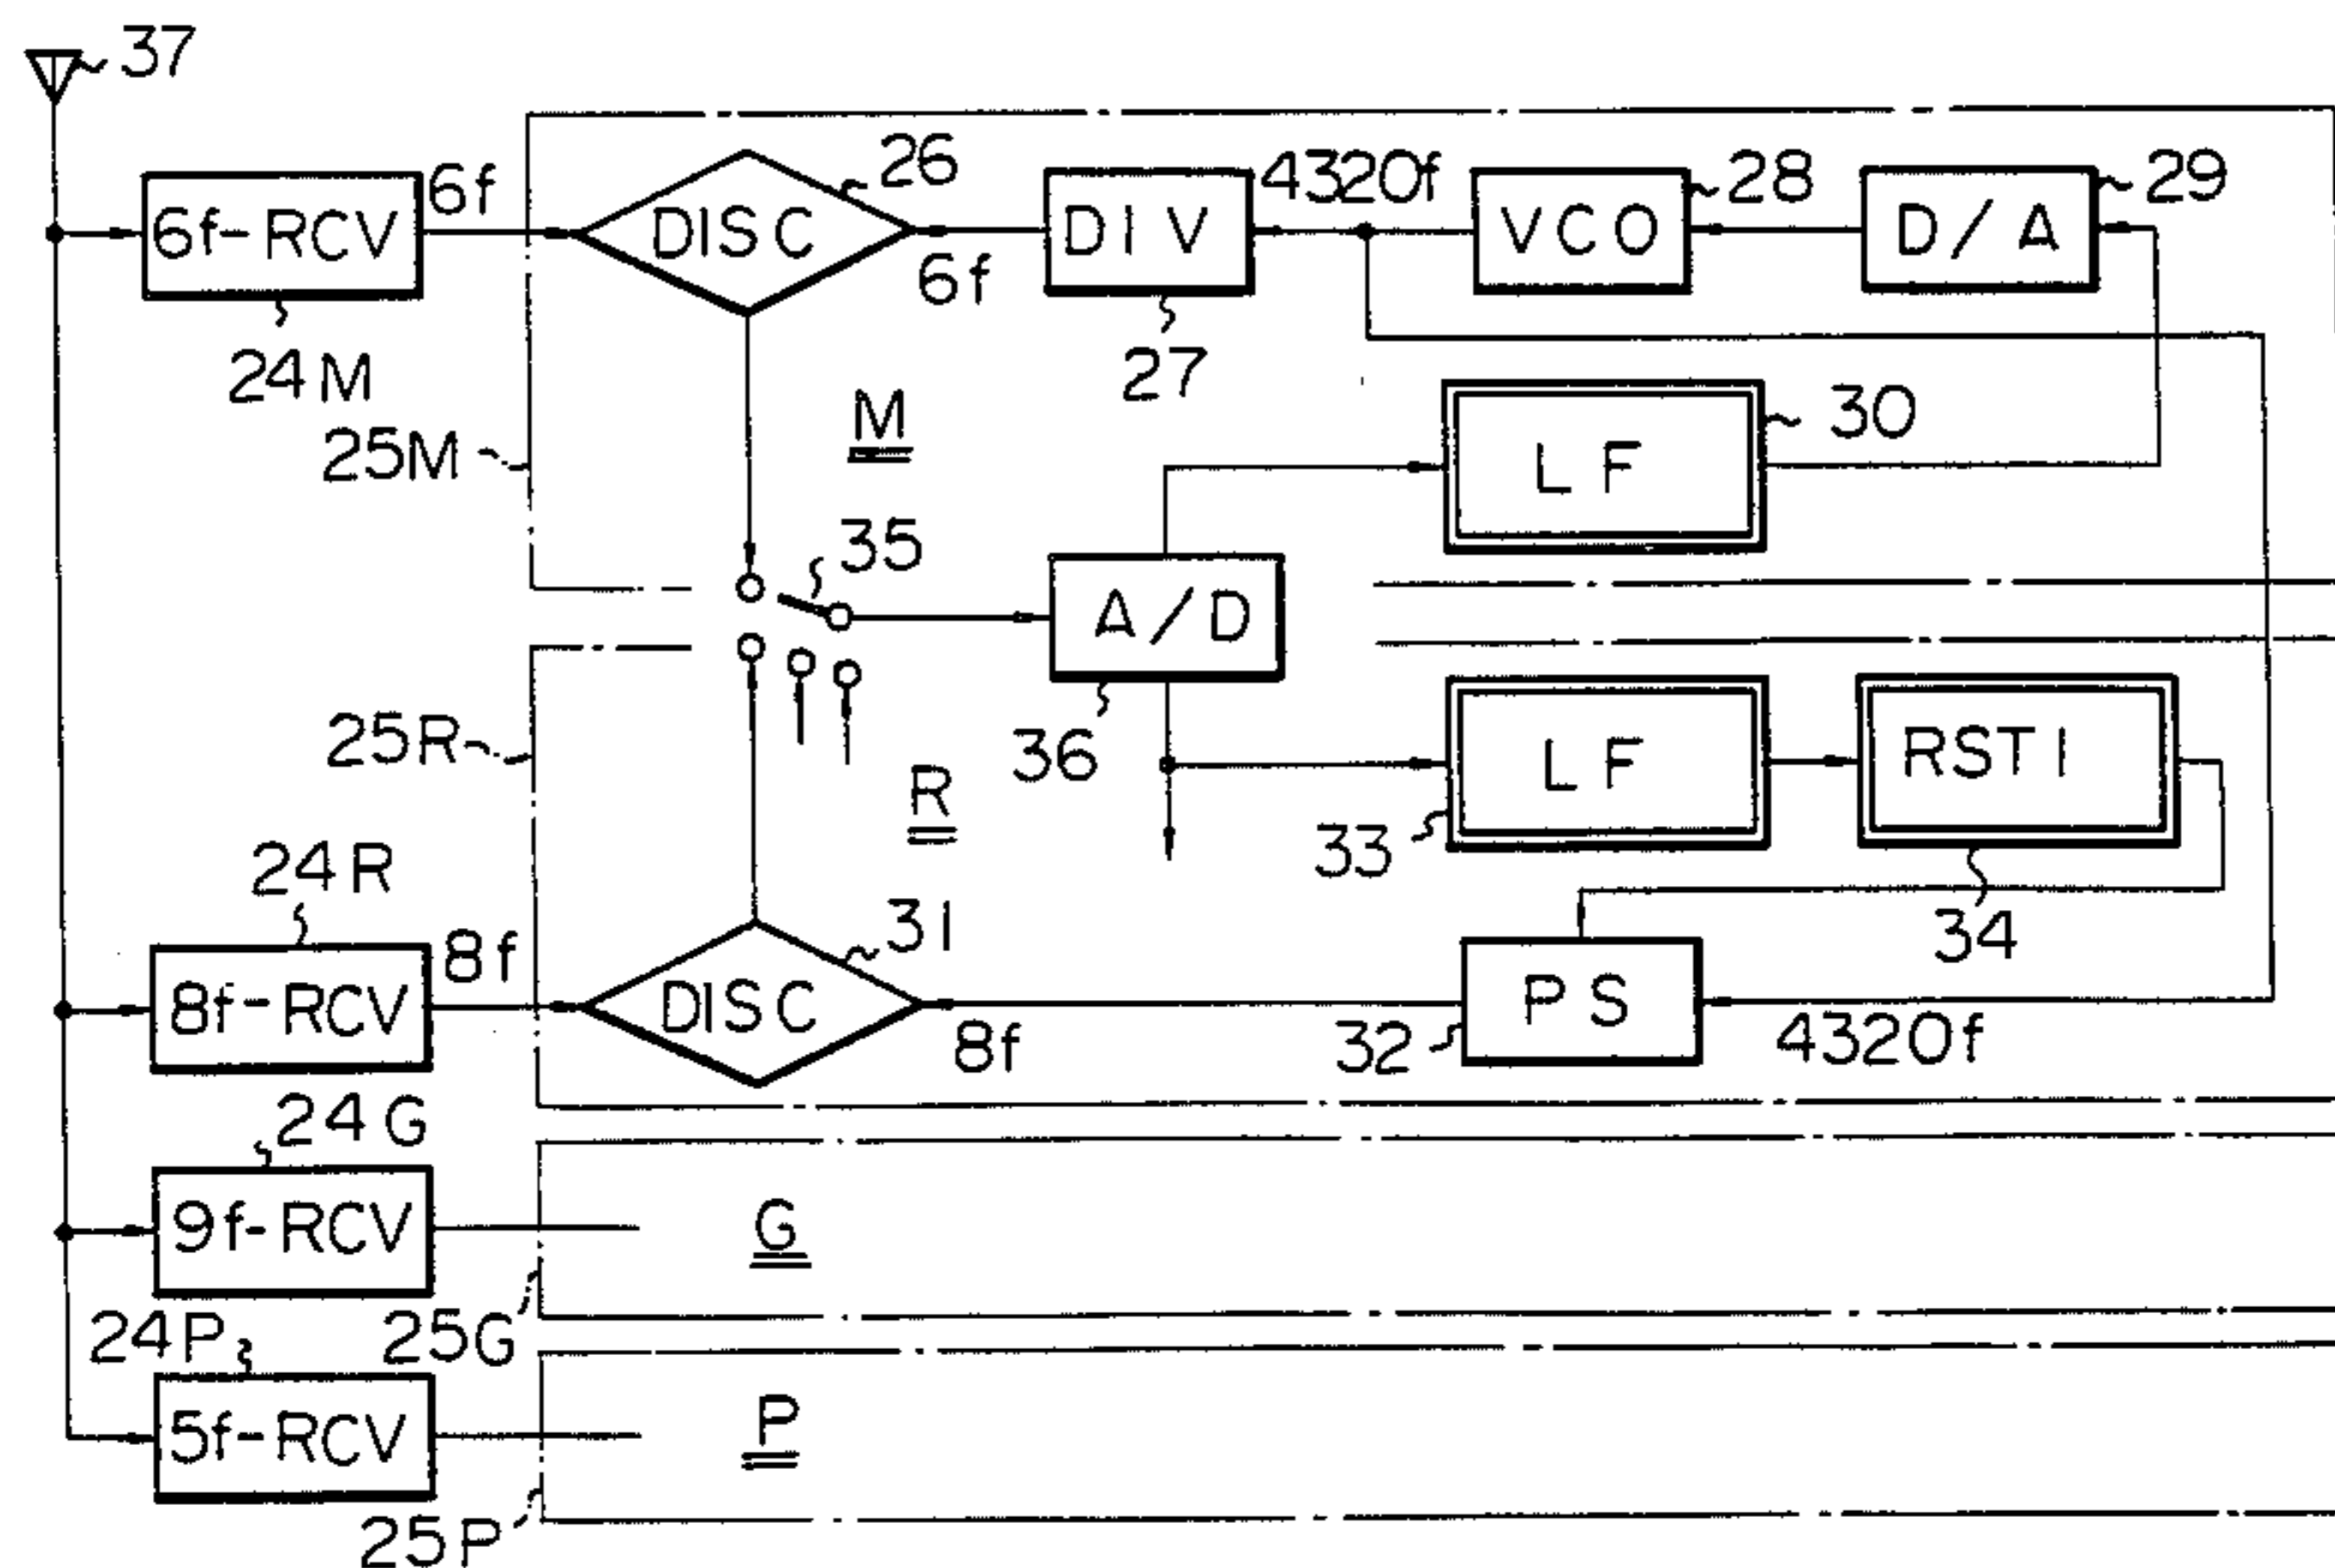 37
26
28
29
6f-RCV
6f
DISC
6f
DIV
4320f
VCO
D/A
24M
27
25M
M
30
LF
35
A/D
36
25R
R
LF
33
RST1
34
24R
8f-RCV
8f
31
DISC
8f
32
PS
4320f
24G
9f-RCV
25G
G
24P
5f-RCV
25P
P